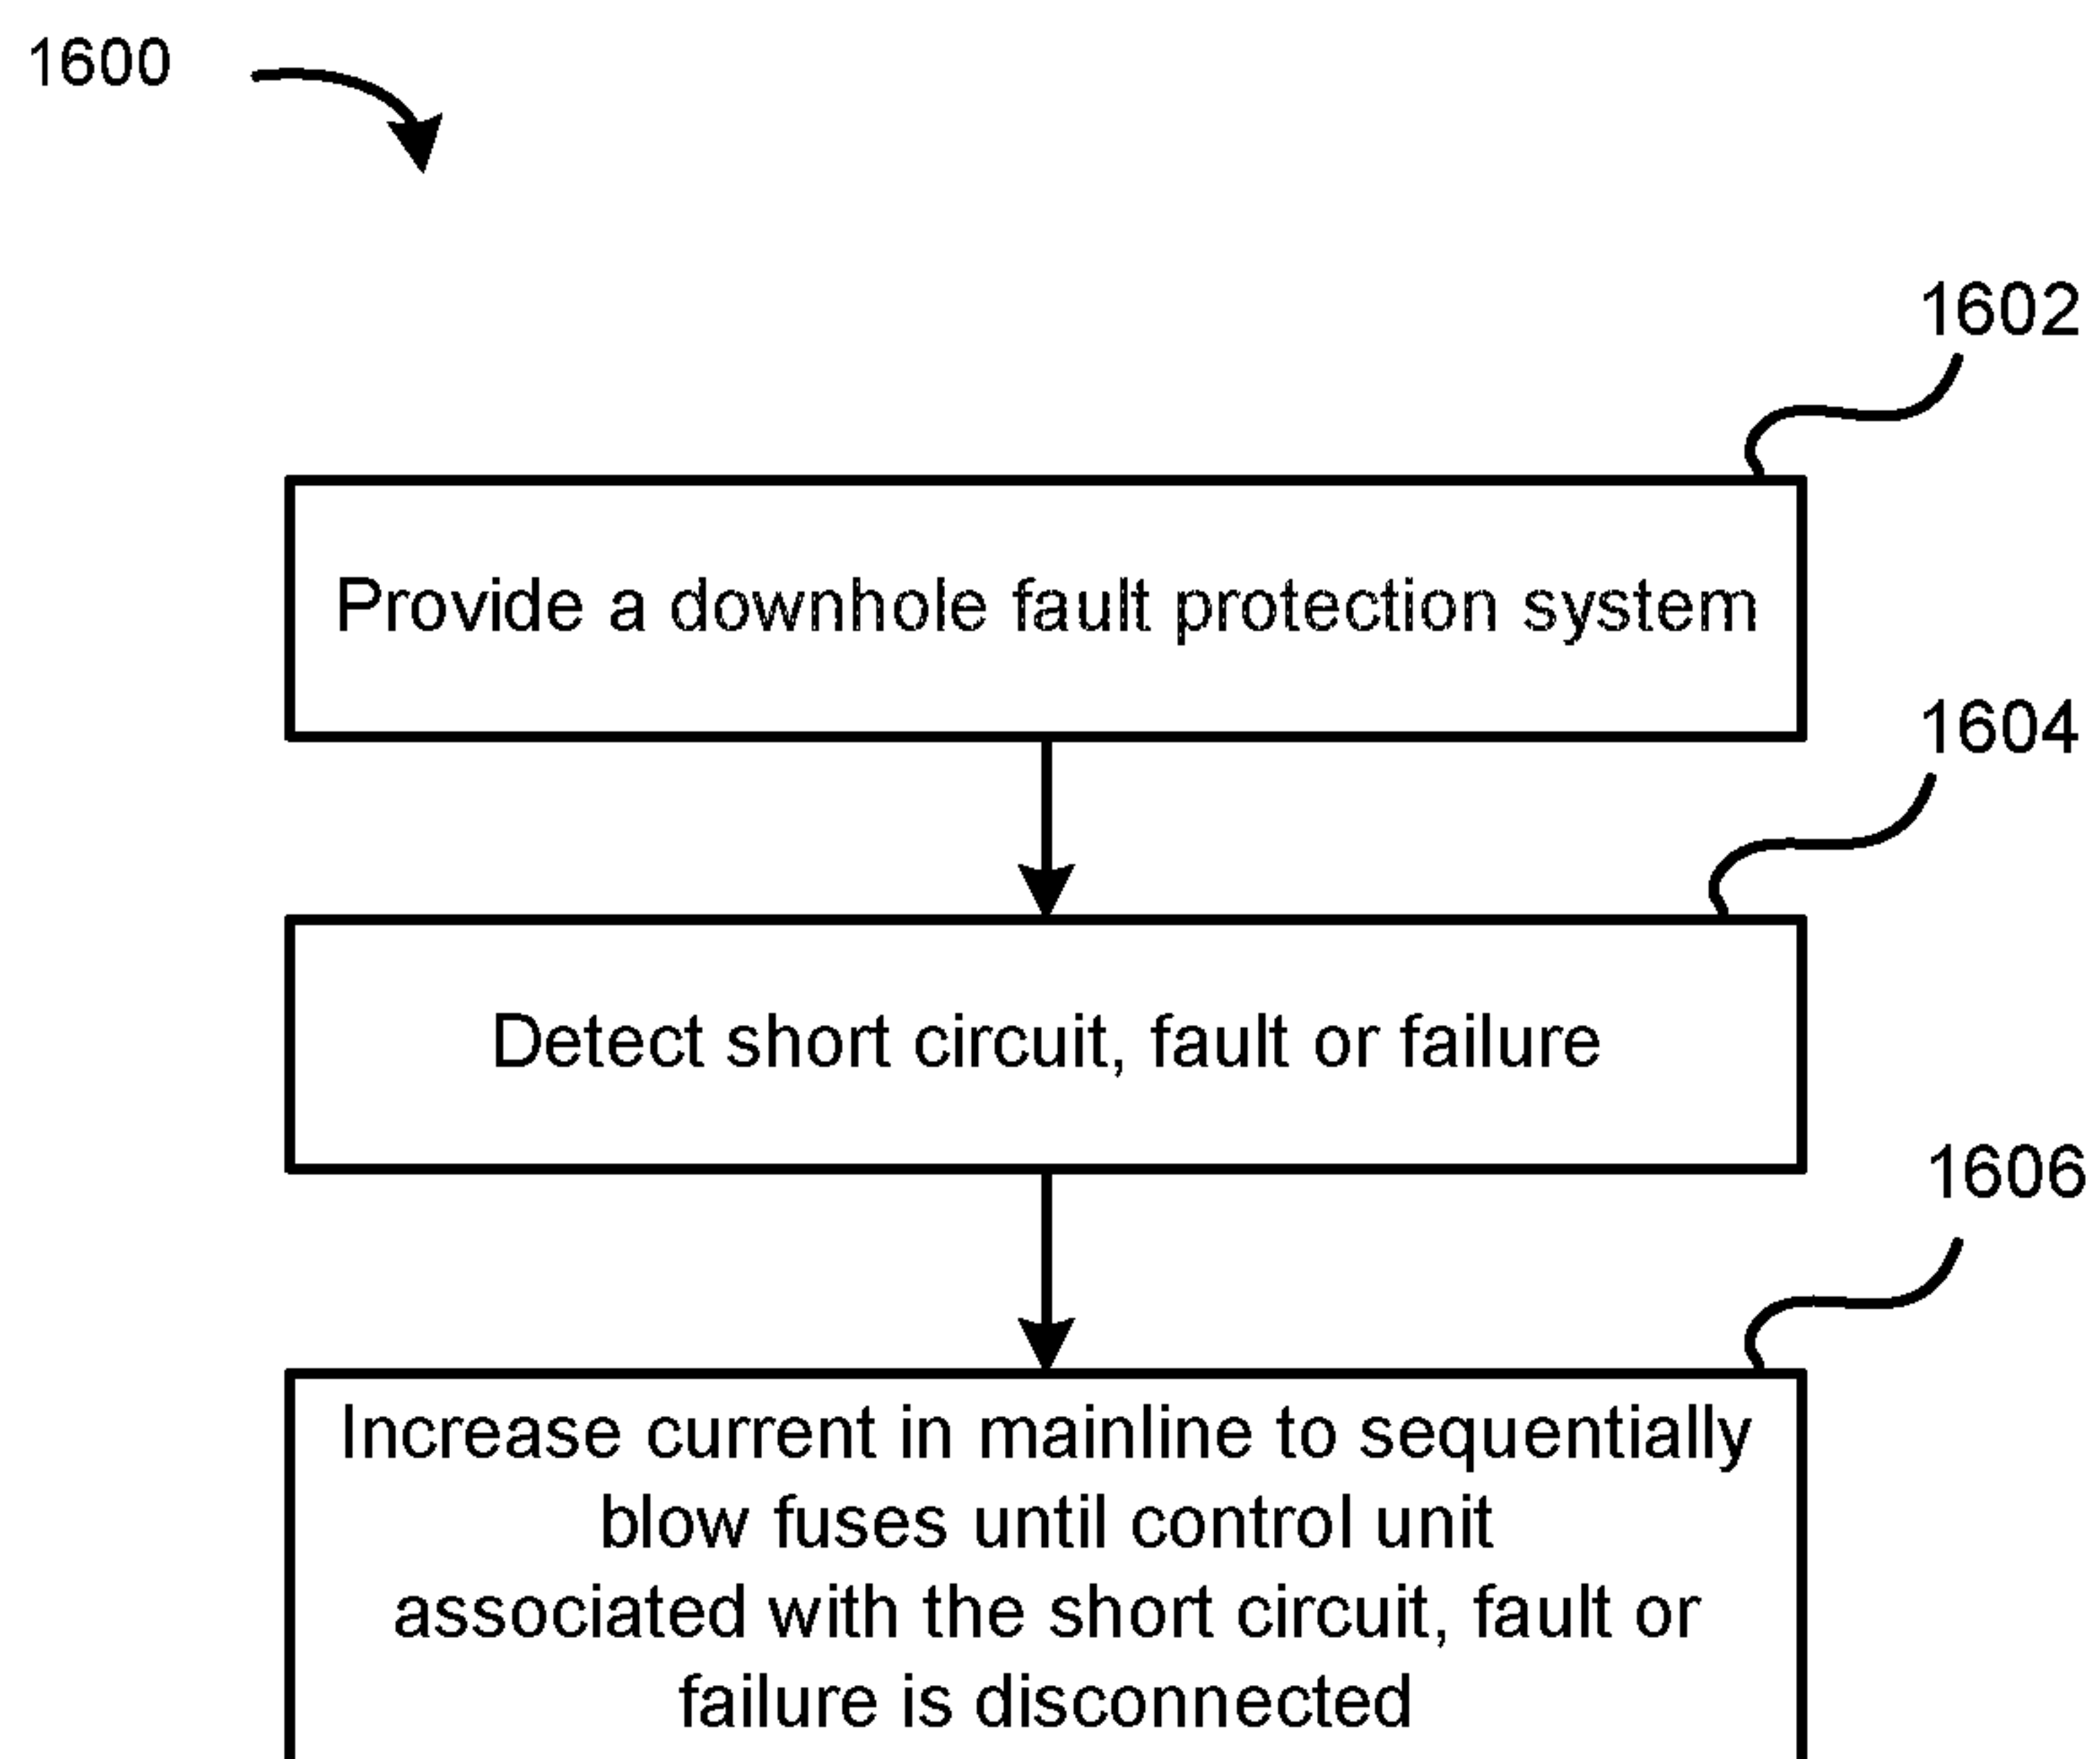 1600
1602
Provide a downhole fault protection system
1604
Detect short circuit, fault or failure
1606
Increase current in mainline to sequentially
blow fuses until control unit
associated with the short circuit, fault or
failure is disconnected